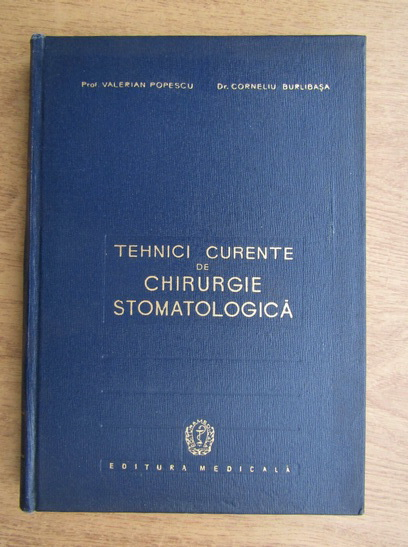 Prof. VALERIAN POPESCU Dr. CORNELIU BURLIBAȘA
TEHNICI CURENTE
DE
CHIRURGIE
STOMATOLOGICĂ
EDITURA MEDICALĂ